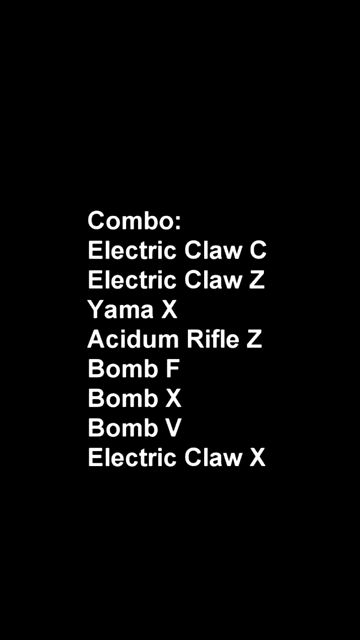 Combo:
Electric Claw C
Electric Claw Z
Yama X
Acidum Rifle Z
Bomb F
Bomb X
Bomb V
Electric Claw X